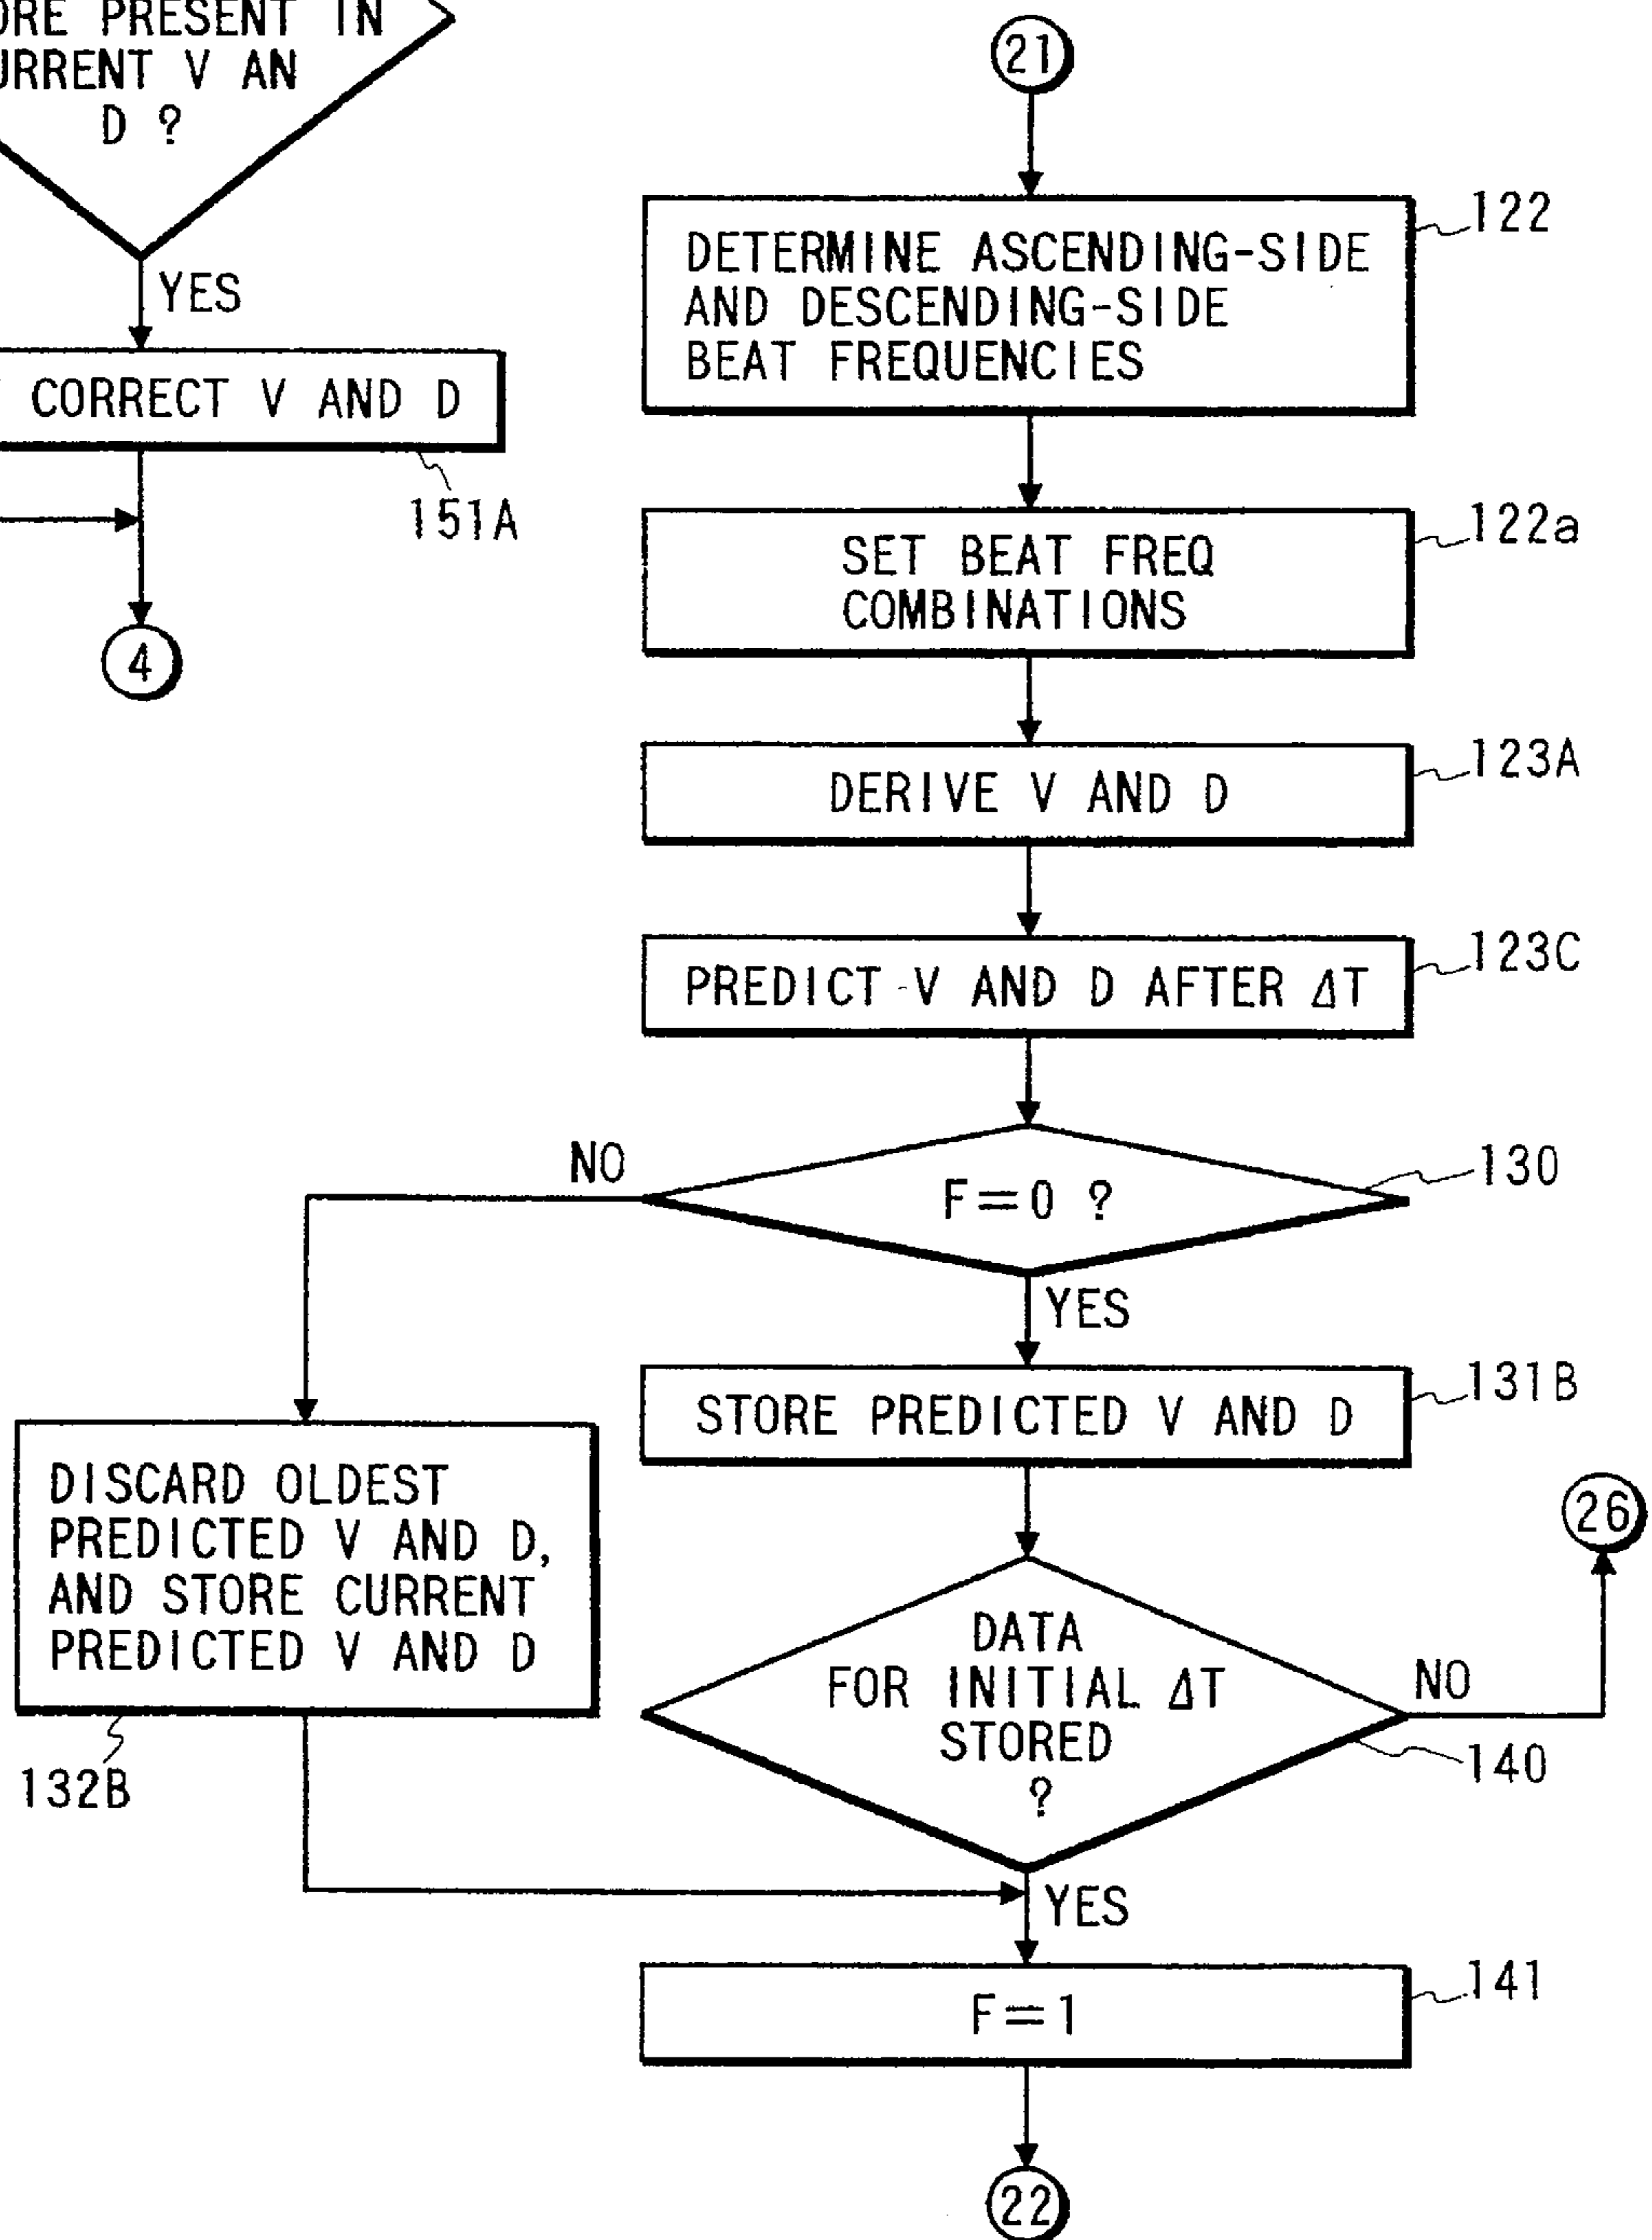 PRESENT IN
V AN
D ?
YES
CORRECT V AND D
151A
4
21
122
DETERMINE ASCENDING-SIDE
AND DESCENDING-SIDE
BEAT FREQUENCIES
122a
SET BEAT FREQ
COMBINATIONS
123A
DERIVE V AND D
123C
PREDICT V AND D AFTER ΔT
130
NO
F=0 ?
YES
131B
STORE PREDICTED V AND D
DISCARD OLDEST
PREDICTED V AND D,
AND STORE CURRENT
PREDICTED V AND D
132B
26
DATA
FOR INITIAL ΔT
STORED
?
NO
140
YES
141
F=1
22